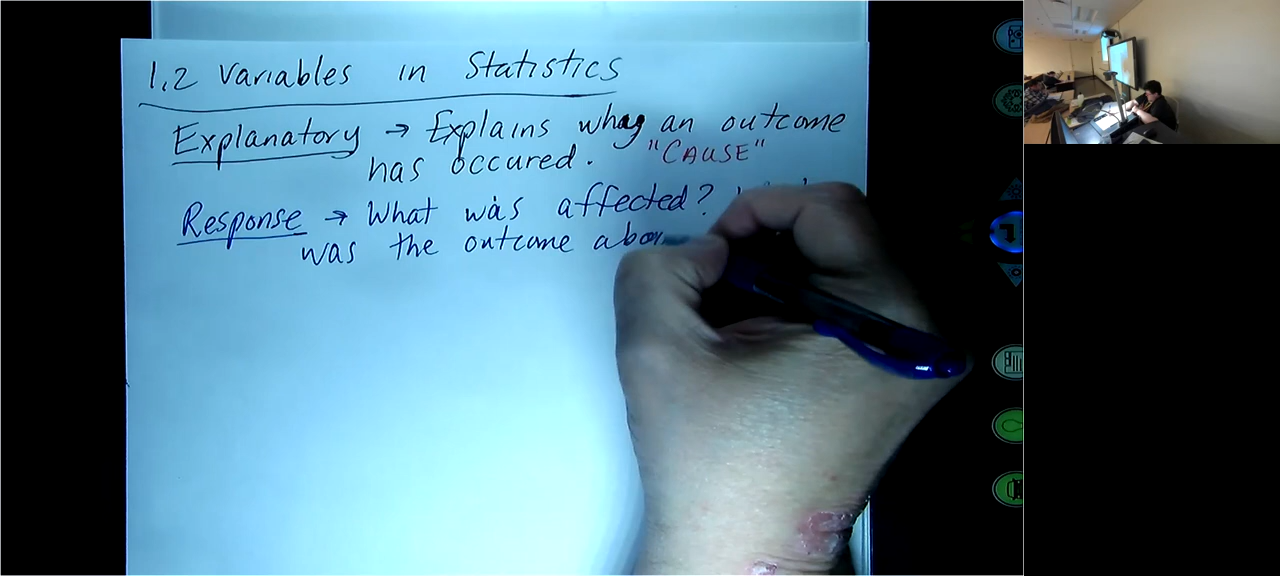 1.2 Variables in Statistics
Explanatory → Explains why an outcome
has occured. "CAUSE"
Response → What was affected?
was the outcome abou